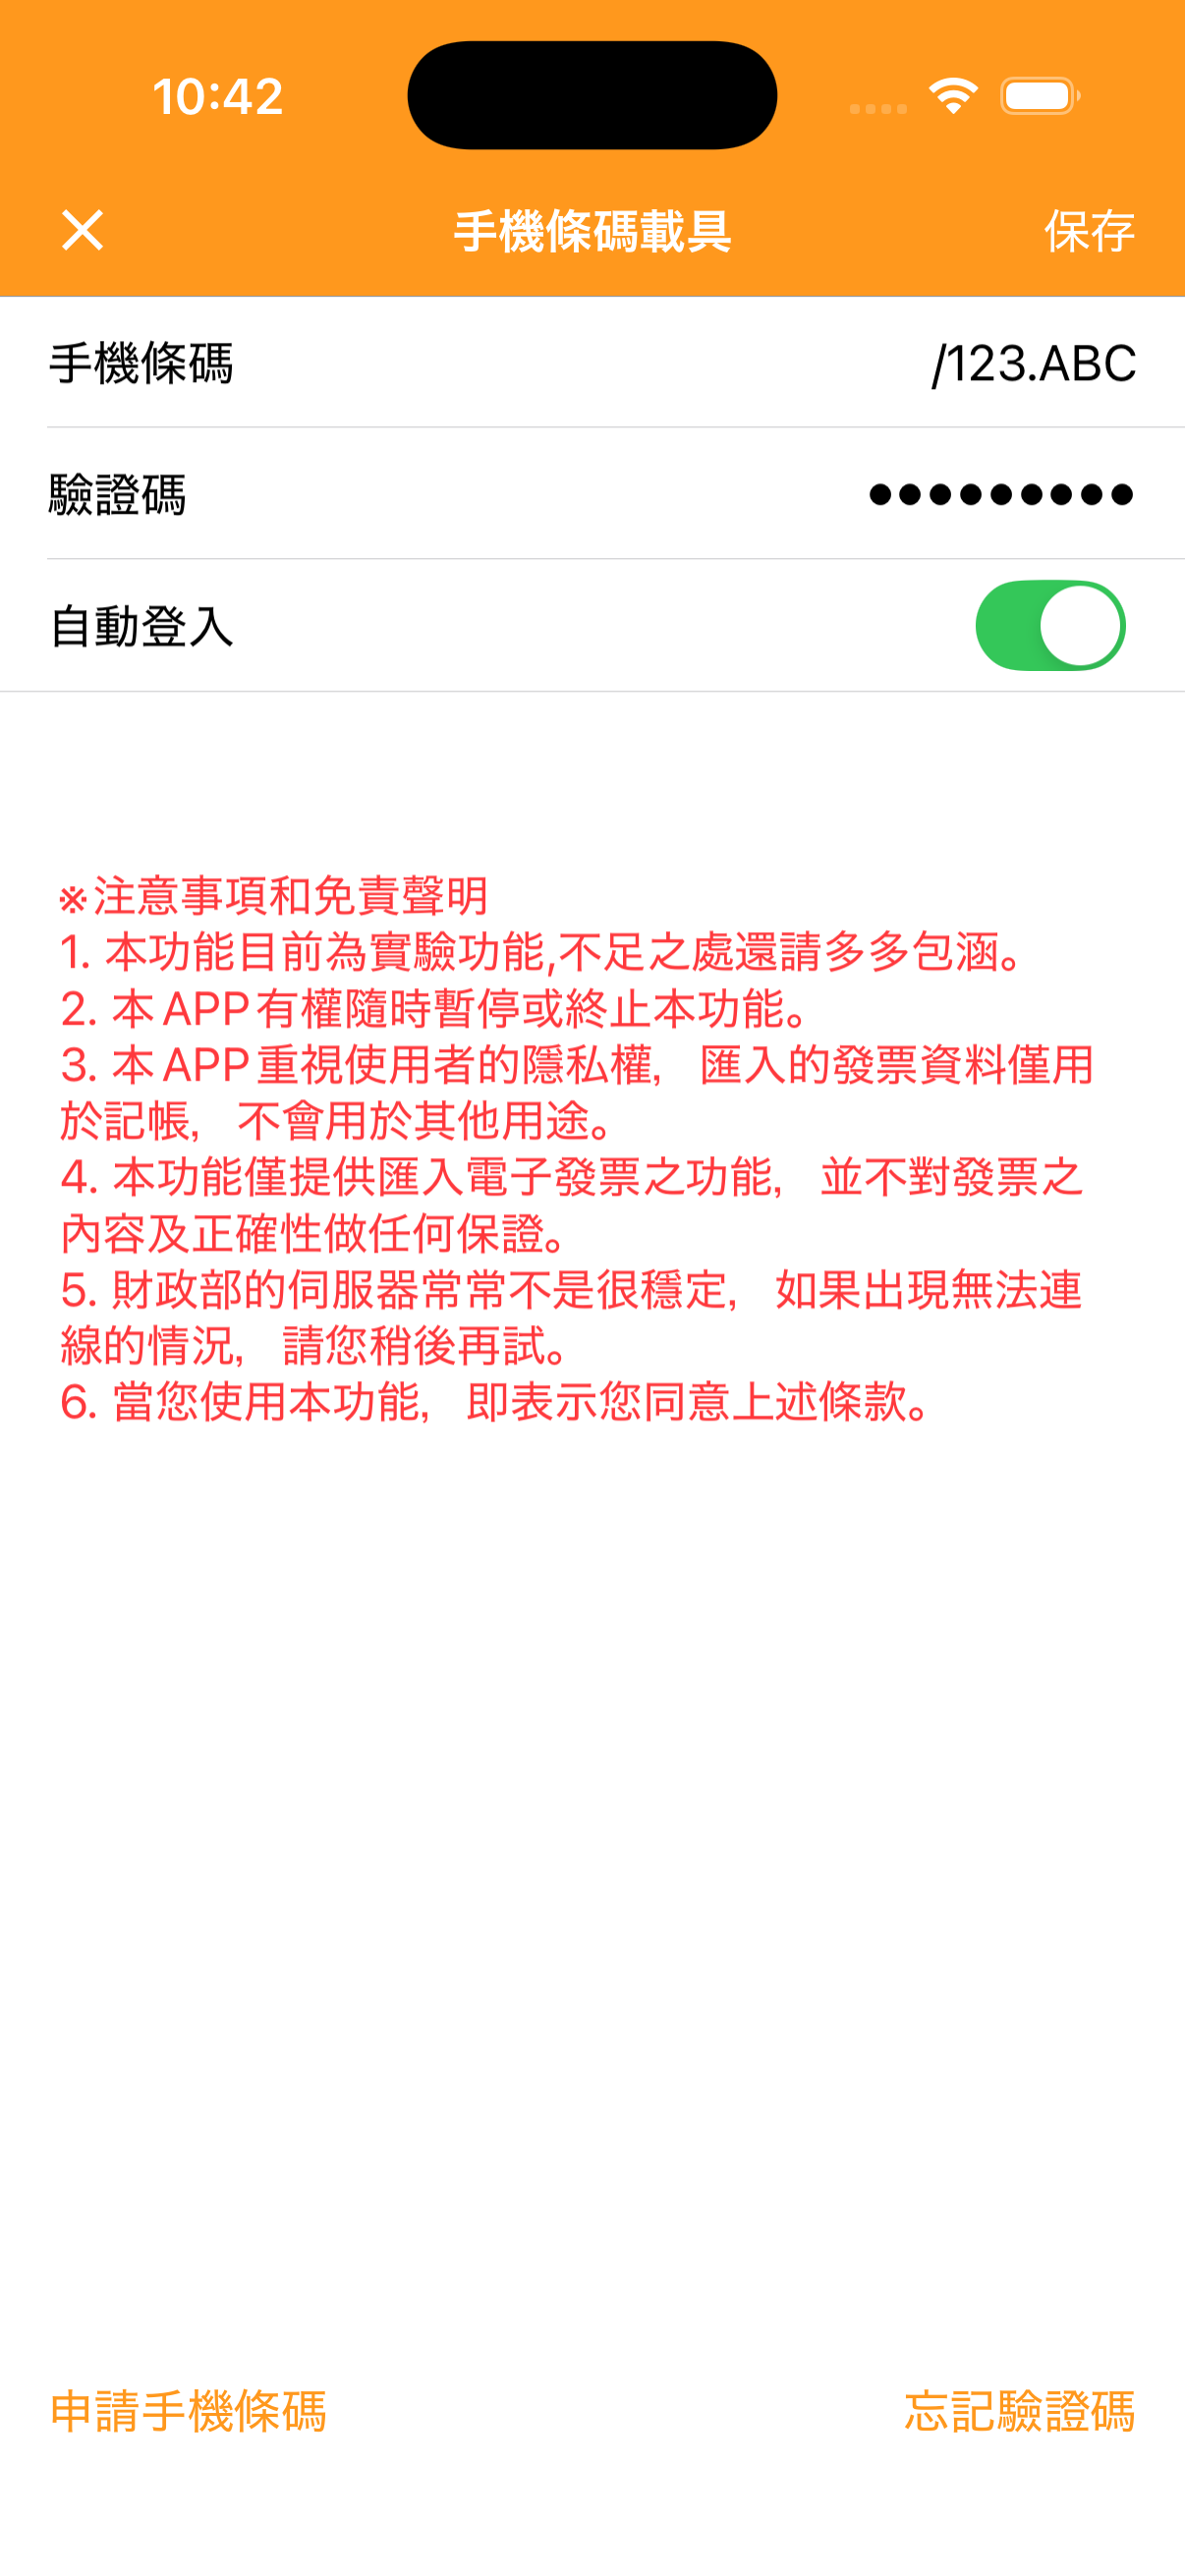 10:42
手機條碼載具
保存
手機條碼
/123.ABC
驗證碼
•••••••••
自動登入
※注意事項和免責聲明
1. 本功能目前為實驗功能,不足之處還請多多包涵。
2. 本APP有權隨時暫停或終止本功能。
3. 本APP重視使用者的隱私權，匯入的發票資料僅用
於記帳，不會用於其他用途。
4. 本功能僅提供匯入電子發票之功能，並不對發票之
內容及正確性做任何保證。
5. 財政部的伺服器常常不是很穩定，如果出現無法連
線的情況，請您稍後再試。
6. 當您使用本功能，即表示您同意上述條款。
申請手機條碼
忘記驗證碼